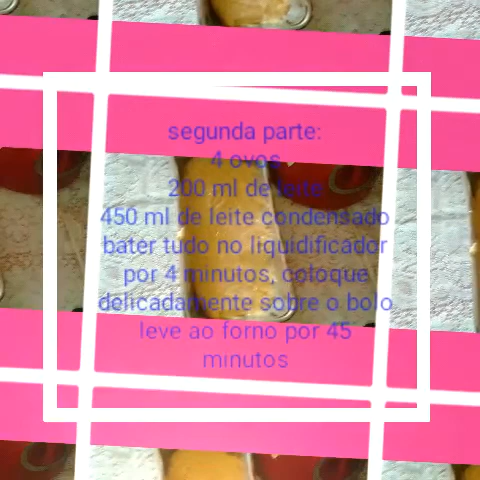 segunda parte:
4 ovos
200 ml de leite
450 ml de leite condensado
bater tudo no liquidificador
por 4 minutos, coloque
delicadamente sobre o bolo
leve ao forno por 45
minutos